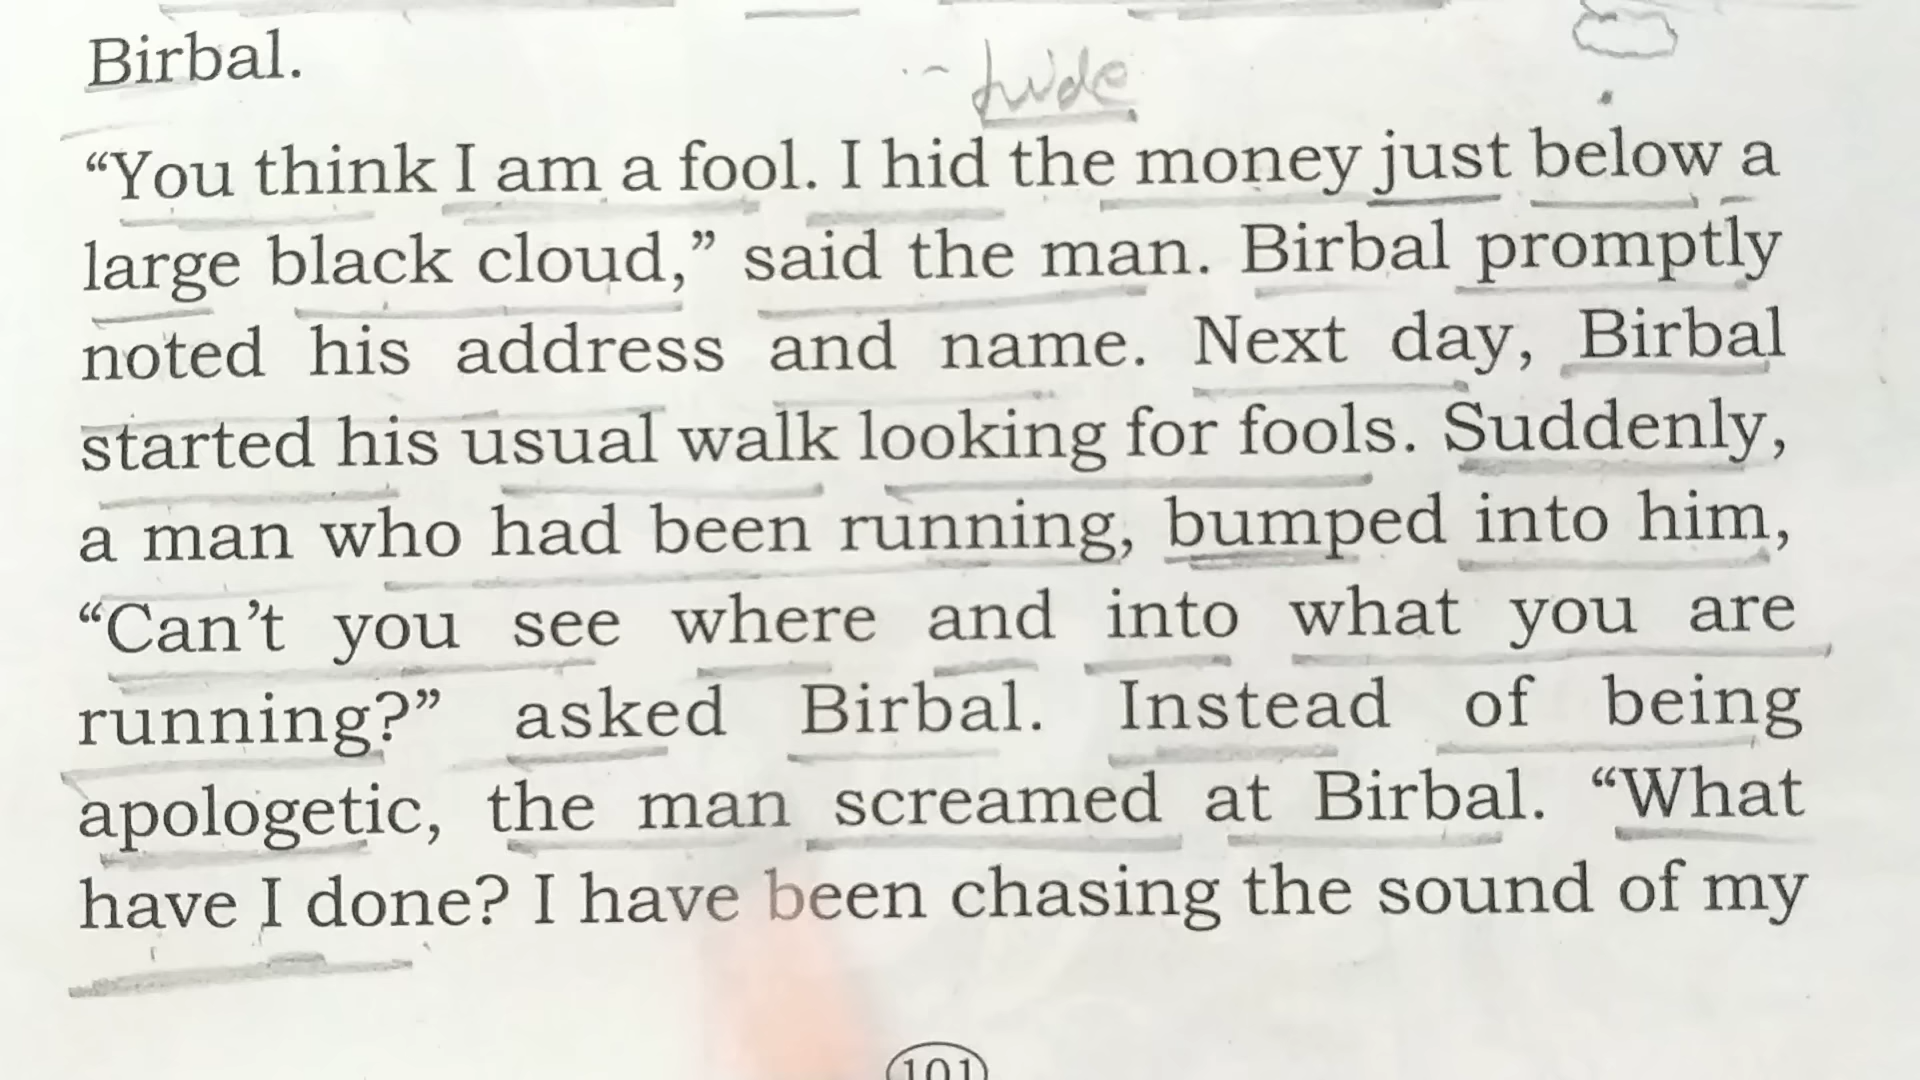 Birbal.
hide
“You think I am a fool. I hid the money just below a
large black cloud,” said the man. Birbal promptly
noted his address and name. Next day, Birbal
started his usual walk looking for fools. Suddenly,
a man who had been running, bumped into him,
“Can’t you see where and into what you are
running?” asked Birbal. Instead of being
apologetic, the man screamed at Birbal. “What
have I done? I have been chasing the sound of my
101